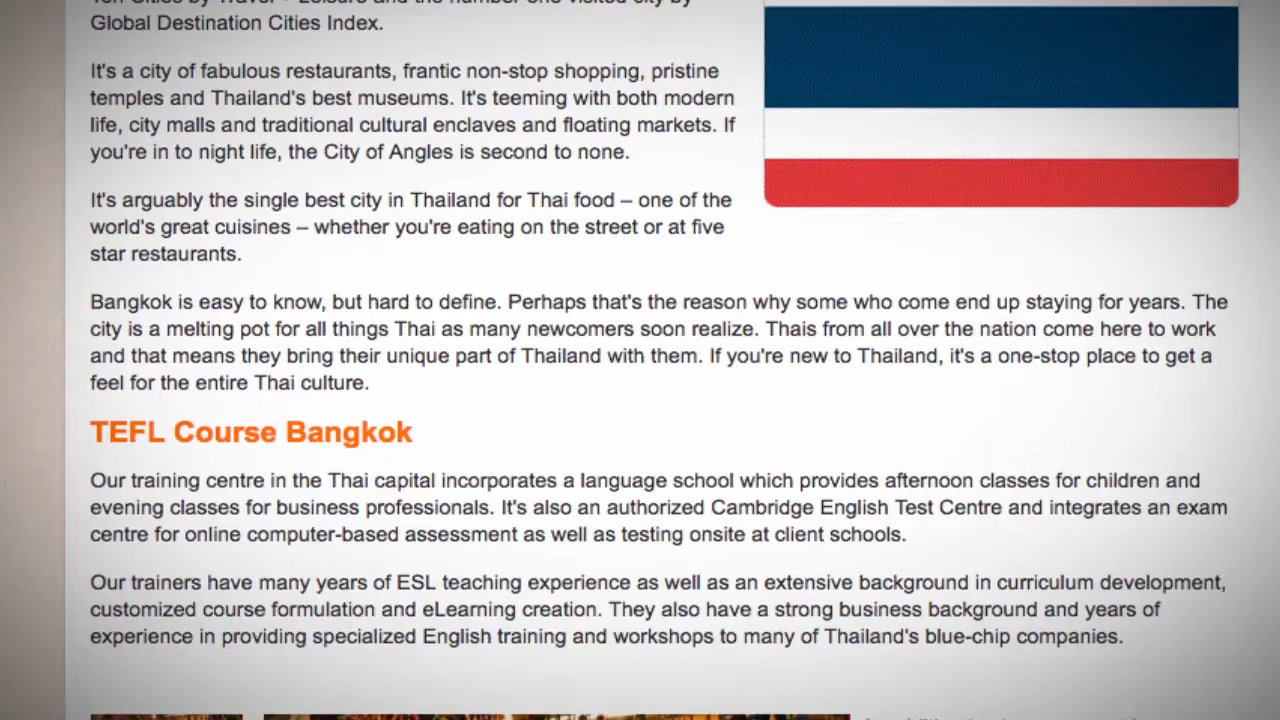 Global Destination Cities Index.
It's a city of fabulous restaurants, frantic non-stop shopping, pristine
temples and Thailand's best museums. It's teeming with both modern
life, city malls and traditional cultural enclaves and floating markets. If
you're in to night life, the City of Angles is second to none.
It's arguably the single best city in Thailand for Thai food – one of the
world's great cuisines – whether you're eating on the street or at five
star restaurants.
Bangkok is easy to know, but hard to define. Perhaps that's the reason why some who come end up staying for years. The
city is a melting pot for all things Thai as many newcomers soon realize. Thais from all over the nation come here to work
and that means they bring their unique part of Thailand with them. If you're new to Thailand, it's a one-stop place to get a
feel for the entire Thai culture.
TEFL Course Bangkok
Our training centre in the Thai capital incorporates a language school which provides afternoon classes for children and
evening classes for business professionals. It's also an authorized Cambridge English Test Centre and integrates an exam
centre for online computer-based assessment as well as testing onsite at client schools.
Our trainers have many years of ESL teaching experience as well as an extensive background in curriculum development,
customized course formulation and eLearning creation. They also have a strong business background and years of
experience in providing specialized English training and workshops to many of Thailand's blue-chip companies.